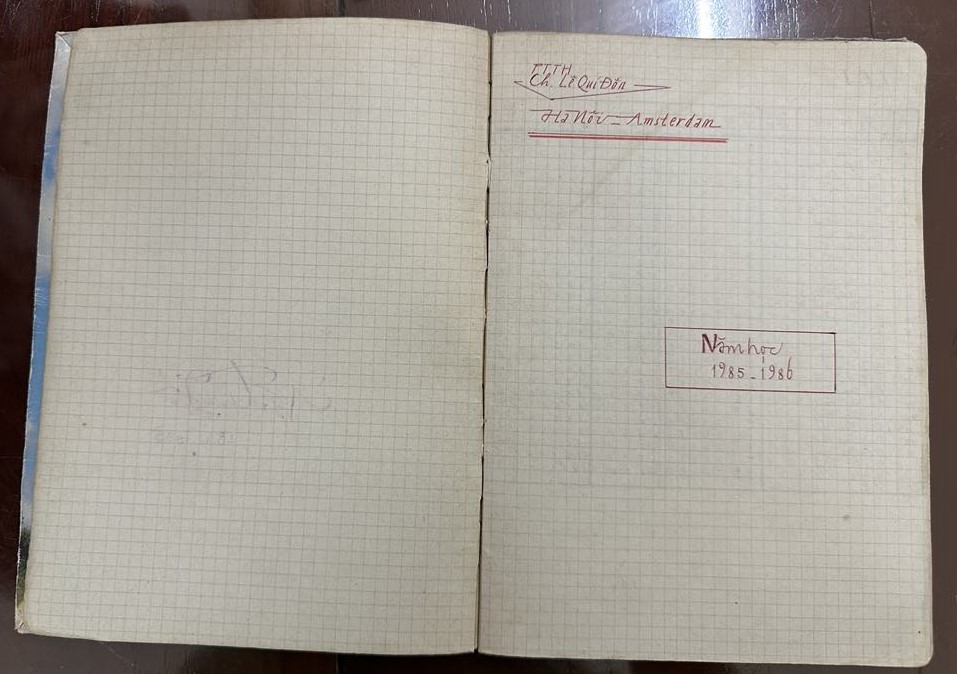 PTTH
Ch. Lê Quí Đôn
Hà Nội - Amsterdam
Năm học
1985-1986